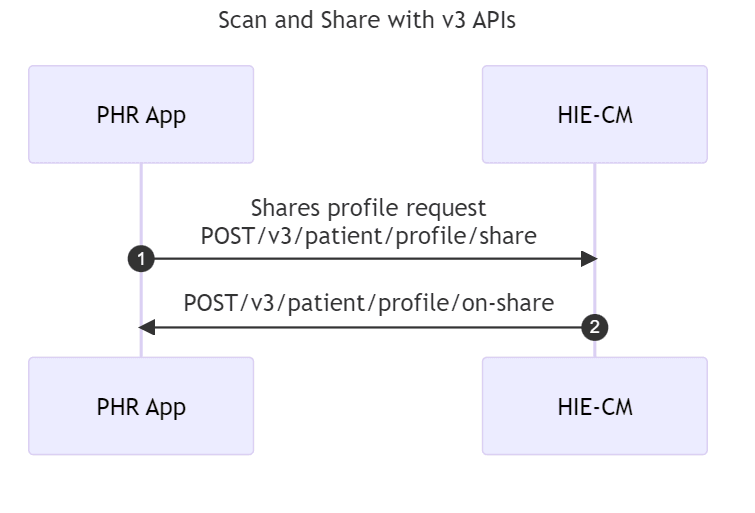 Scan and Share with v3 APIs
PHR App
HIE-CM
Shares profile request
POST/v3/patient/profile/share
1
POST/v3/patient/profile/on-share
2
PHR App
HIE-CM